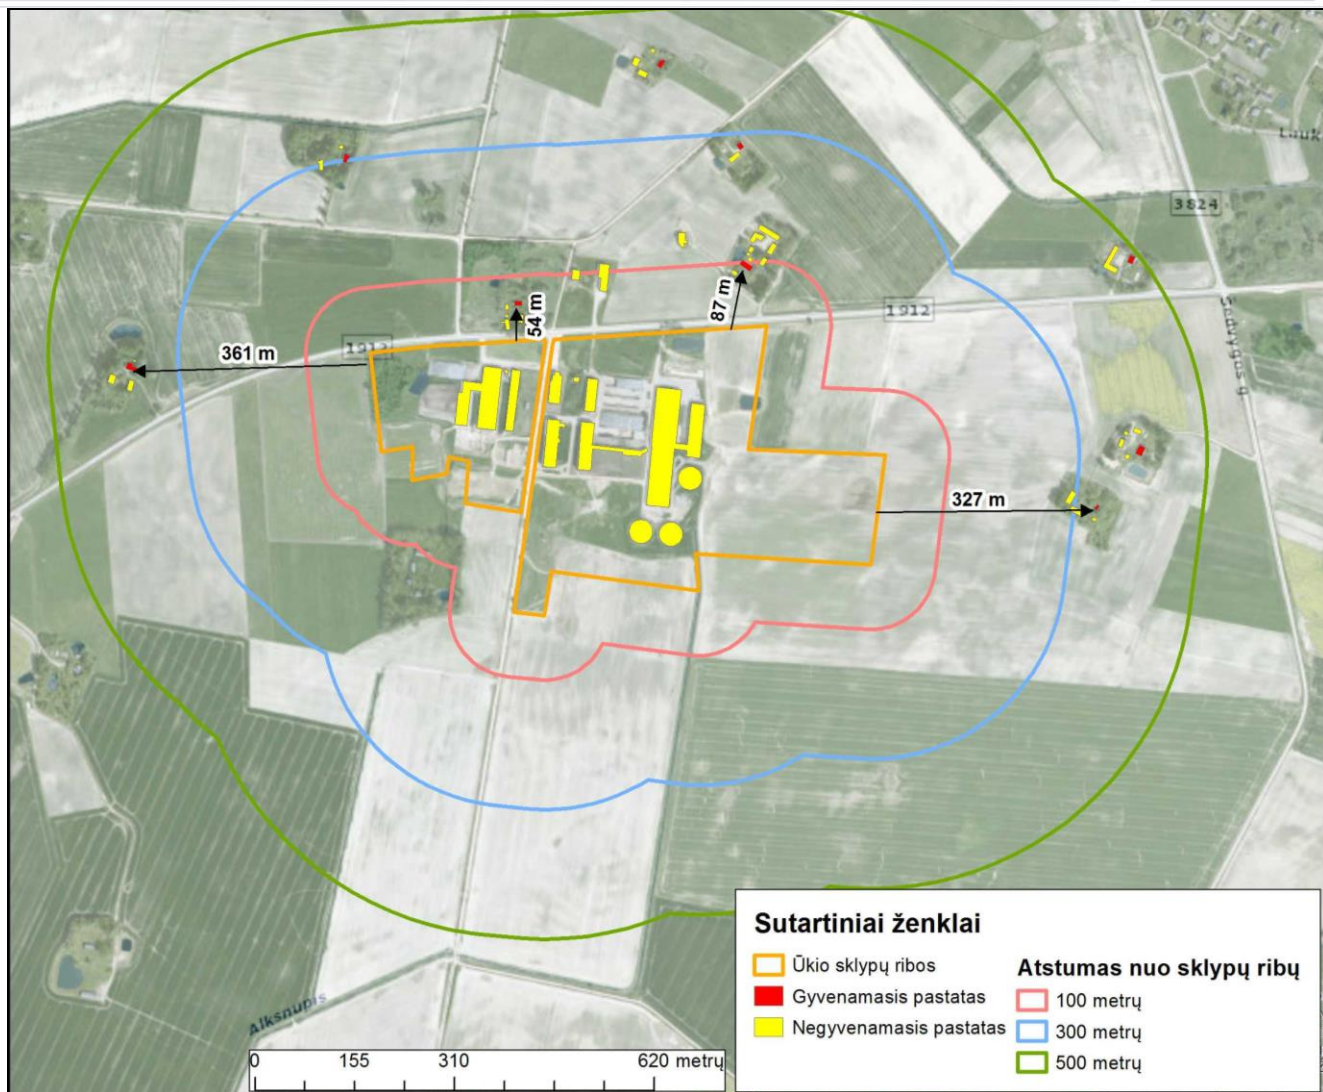 Lauk
3824
1912
87 m
54 m
1912
361 m
327 m
Alksnupis
Sutartiniai ženklai
Ūkio sklypų ribos
Gyvenamasis pastatas
Negyvenamasis pastatas
Atstumas nuo sklypų ribų
100 metrų
300 metrų
500 metrų
0 155 310 620 metrų